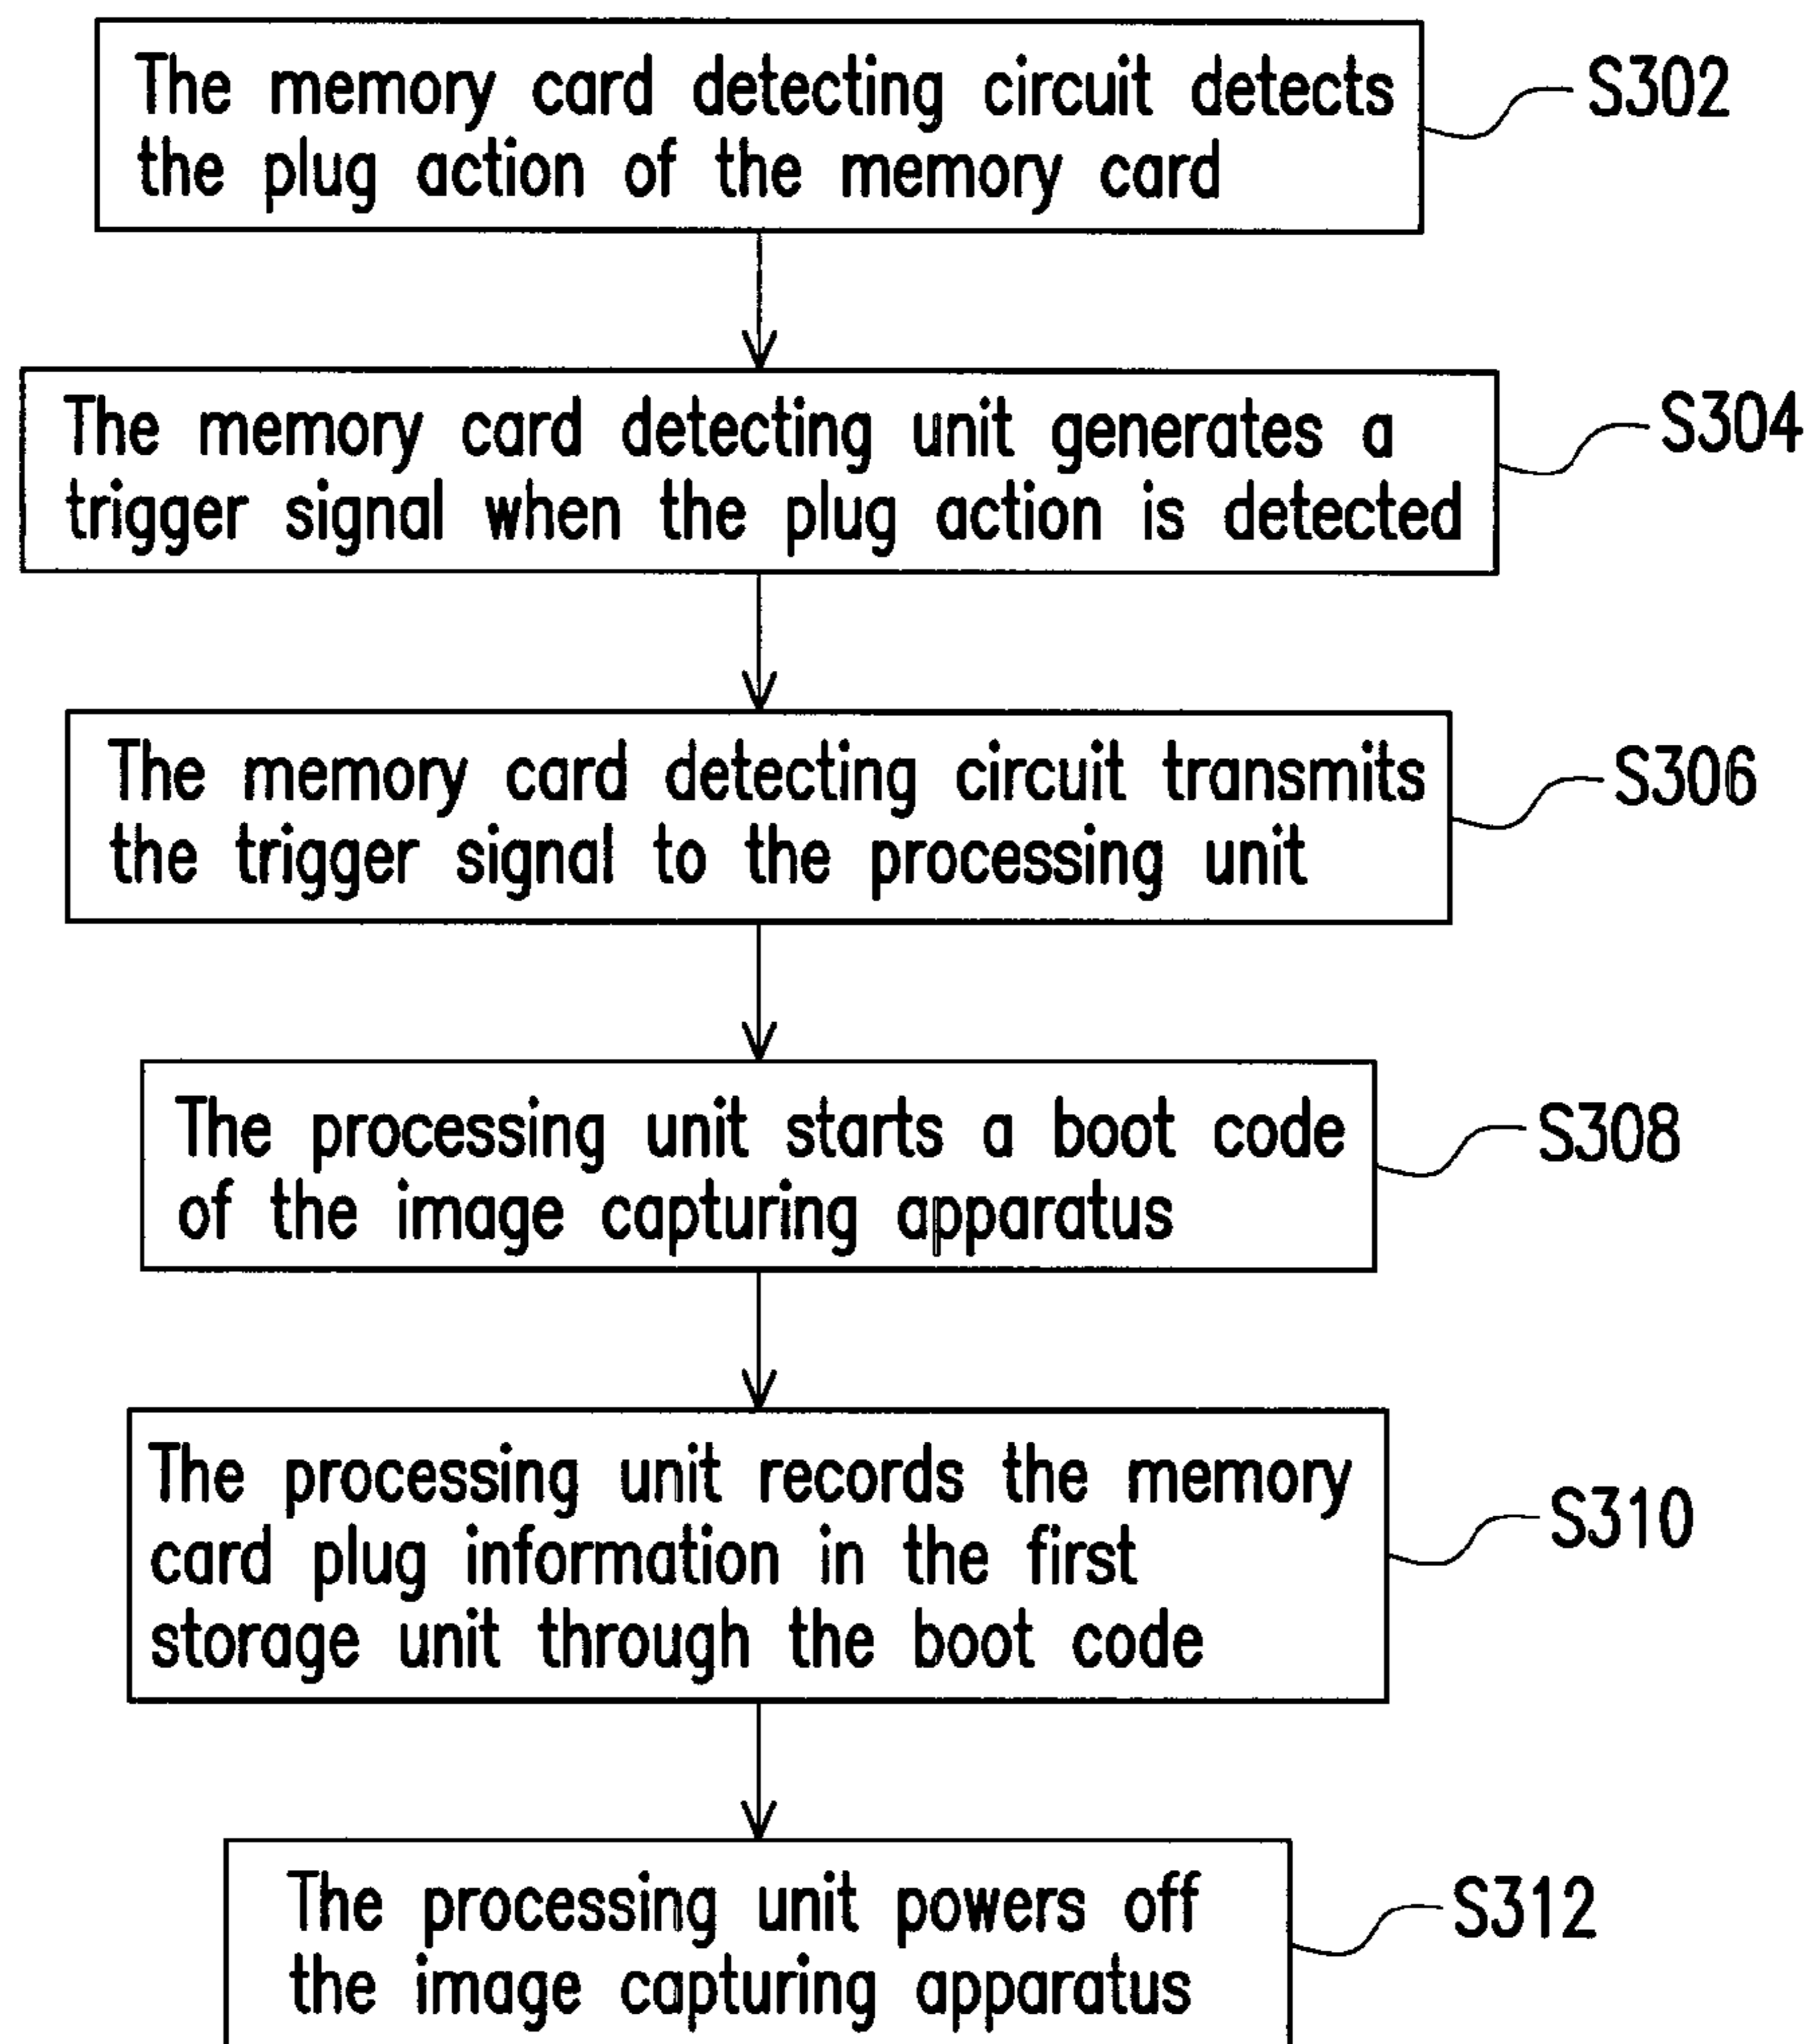 The memory card detecting circuit detects
the plug action of the memory card
S302
The memory card detecting unit generates a
trigger signal when the plug action is detected
S304
The memory card detecting circuit transmits
the trigger signal to the processing unit
S306
The processing unit starts a boot code
of the image capturing apparatus
S308
The processing unit records the memory
card plug information in the first
storage unit through the boot code
S310
The processing unit powers off
the image capturing apparatus
S312